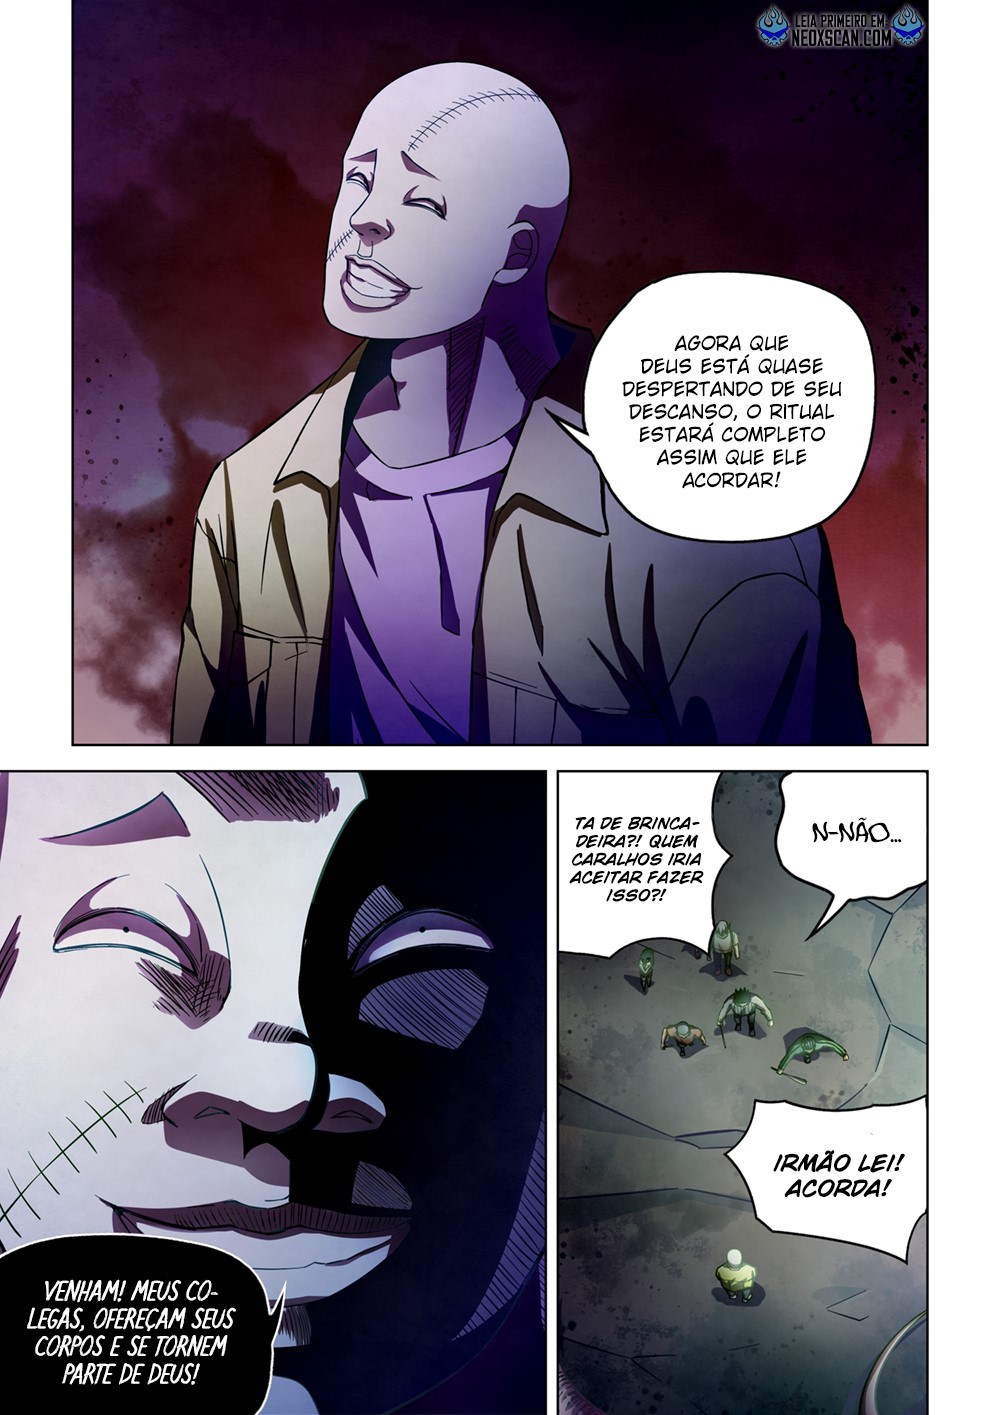 LEIA PRIMEIRO EM
NEOXSCAN.COM
AGORA QUE
DEUS ESTÁ QUASE
DESPERTANDO DE SEU
DESCANSO, O RITUAL
ESTARÁ COMPLETO
ASSIM QUE ELE
ACORDAR!
N-NÃO...
TA DE BRINCA-
DEIRA?! QUEM
CARALHOS IRIA
ACEITAR FAZER
ISSO?!
IRMÃO LEI!
ACORDA!
VENHAM! MEUS CO-
LEGAS, OFEREÇAM SEUS
CORPOS E SE TORNEM
PARTE DE DEUS!